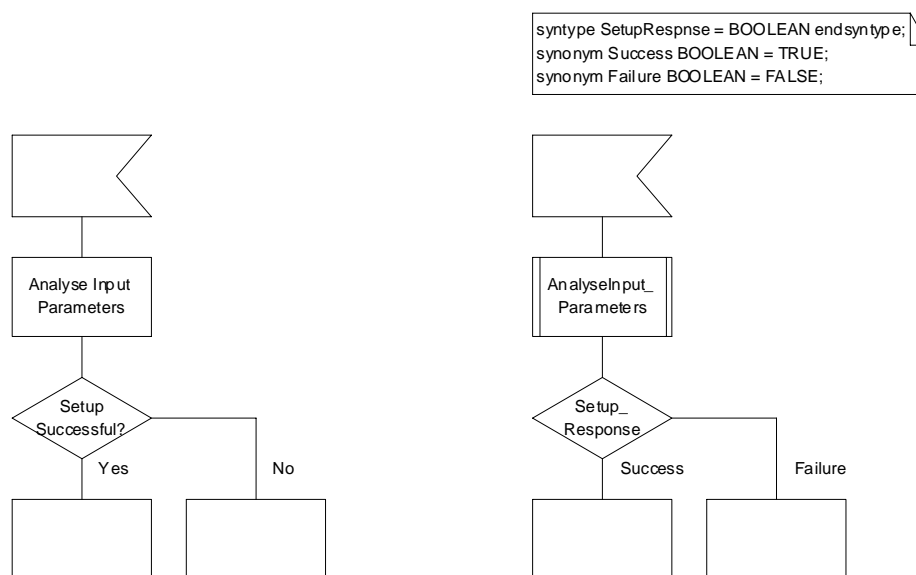 syntype SetupRespnse = BOOLEAN endsyntype;
synonym Success BOOLEAN = TRUE;
synonym Failure BOOLEAN = FALSE;
Analyse Input
Parameters
AnalyseInput_
Parameters
Setup
Successful?
Setup_
Response
Yes
No
Success
Failure